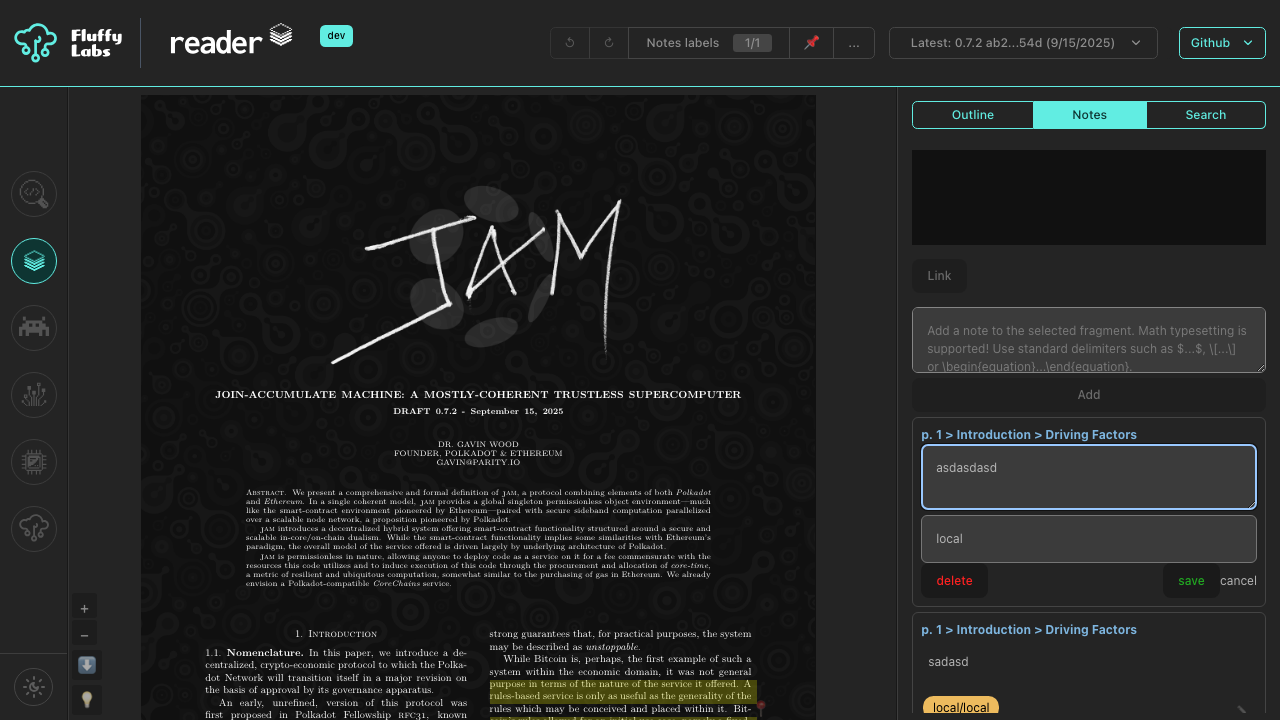 Fluffy
Labs
reader
dev
Notes labels 1/1
...
Latest: 0.7.2 ab2...54d (9/15/2025)
Github
Outline
Notes
Search
JAM
JOIN-ACCUMULATE MACHINE: A MOSTLY-COHERENT TRUSTLESS SUPERCOMPUTER
DRAFT 0.7.2 - September 15, 2025
DR. GAVIN WOOD
FOUNDER, POLKADOT & ETHEREUM
GAVIN@PARITY.IO
Abstract. We present a comprehensive and formal definition of JAM, a protocol combining elements of both Polkadot
and Ethereum. In a single coherent model, JAM provides a global singleton permissionless object environment—much
like the smart-contract environment pioneered by Ethereum—paired with secure sideband computation parallelized
over a scalable node network, a proposition pioneered by Polkadot.
JAM introduces a decentralized hybrid system offering smart-contract functionality structured around a secure and
scalable in-core/on-chain dualism. While the smart-contract functionality implies some similarities with Ethereum's
paradigm, the overall model of the service offered is driven largely by underlying architecture of Polkadot.
JAM is permissionless in nature, allowing anyone to deploy code as a service on it for a fee commensurate with the
resources this code utilizes and to induce execution of this code through the procurement and allocation of core-time,
a metric of resilient and ubiquitous computation, somewhat similar to the purchasing of gas in Ethereum. We already
envision a Polkadot-compatible CoreChains service.
1. Introduction
1.1. Nomenclature. In this paper, we introduce a de-
centralized, crypto-economic protocol to which the Polka-
dot Network will transition itself in a major revision on
the basis of approval by its governance apparatus.
An early, unrefined, version of this protocol was
first proposed in Polkadot Fellowship RFC31, known
strong guarantees that, for practical purposes, the system
may be described as unstoppable.
While Bitcoin is, perhaps, the first example of such a
system within the economic domain, it was not general
purpose in terms of the nature of the service it offered. A
rules-based service is only as useful as the generality of the
rules which may be conceived and placed within it. Bit-
+
−
Link
Add a note to the selected fragment. Math typesetting is
supported! Use standard delimiters such as $...$, \[...\]
or \begin{equation}...\end{equation}.
Add
p. 1 > Introduction > Driving Factors
asdasdasd
local
delete
save
cancel
p. 1 > Introduction > Driving Factors
sadasd
local/local